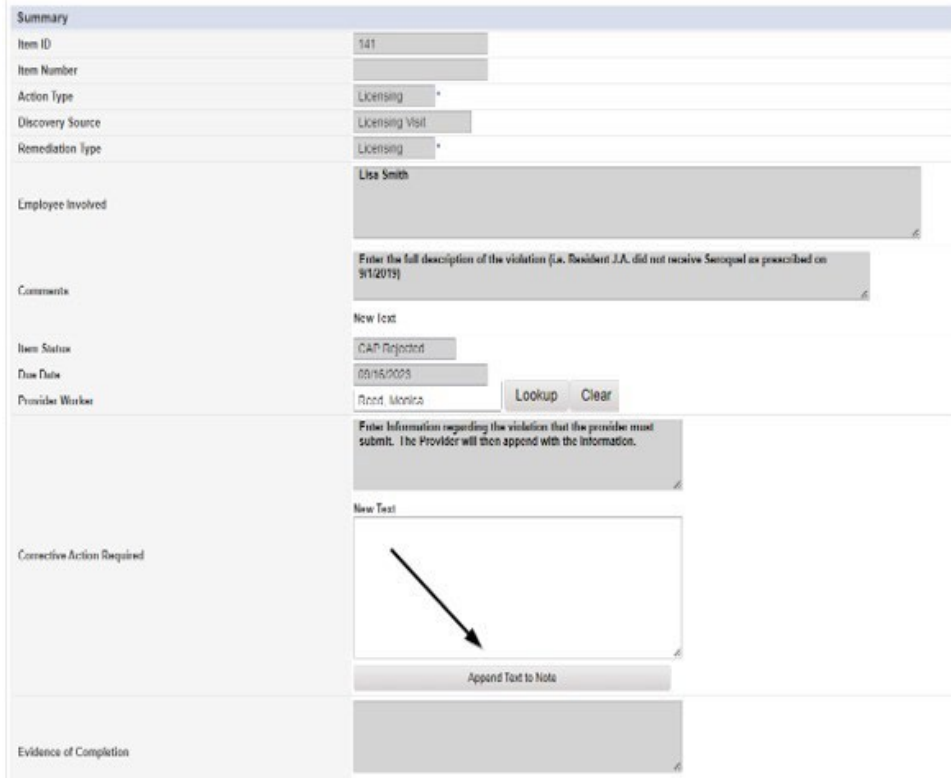 Summary
Item ID 141
Item Number
Action Type Licensing *
Discovery Source Licensing Visit
Remediation Type Licensing *
Lisa Smith
Employee Involved
Enter the full description of the violation (i.e. Resident J.A. did not receive Seroquel as prescribed on
9/1/2019)
Comments
New Text
Item Status CAP Rejected
Due Date 09/16/2023
Provider Worker Reed, Monica Lookup Clear
Enter Information regarding the violation that the provider must
submit. The Provider will then append with the Information.
New Text
Corrective Action Required
Append Text to Note
Evidence of Completion